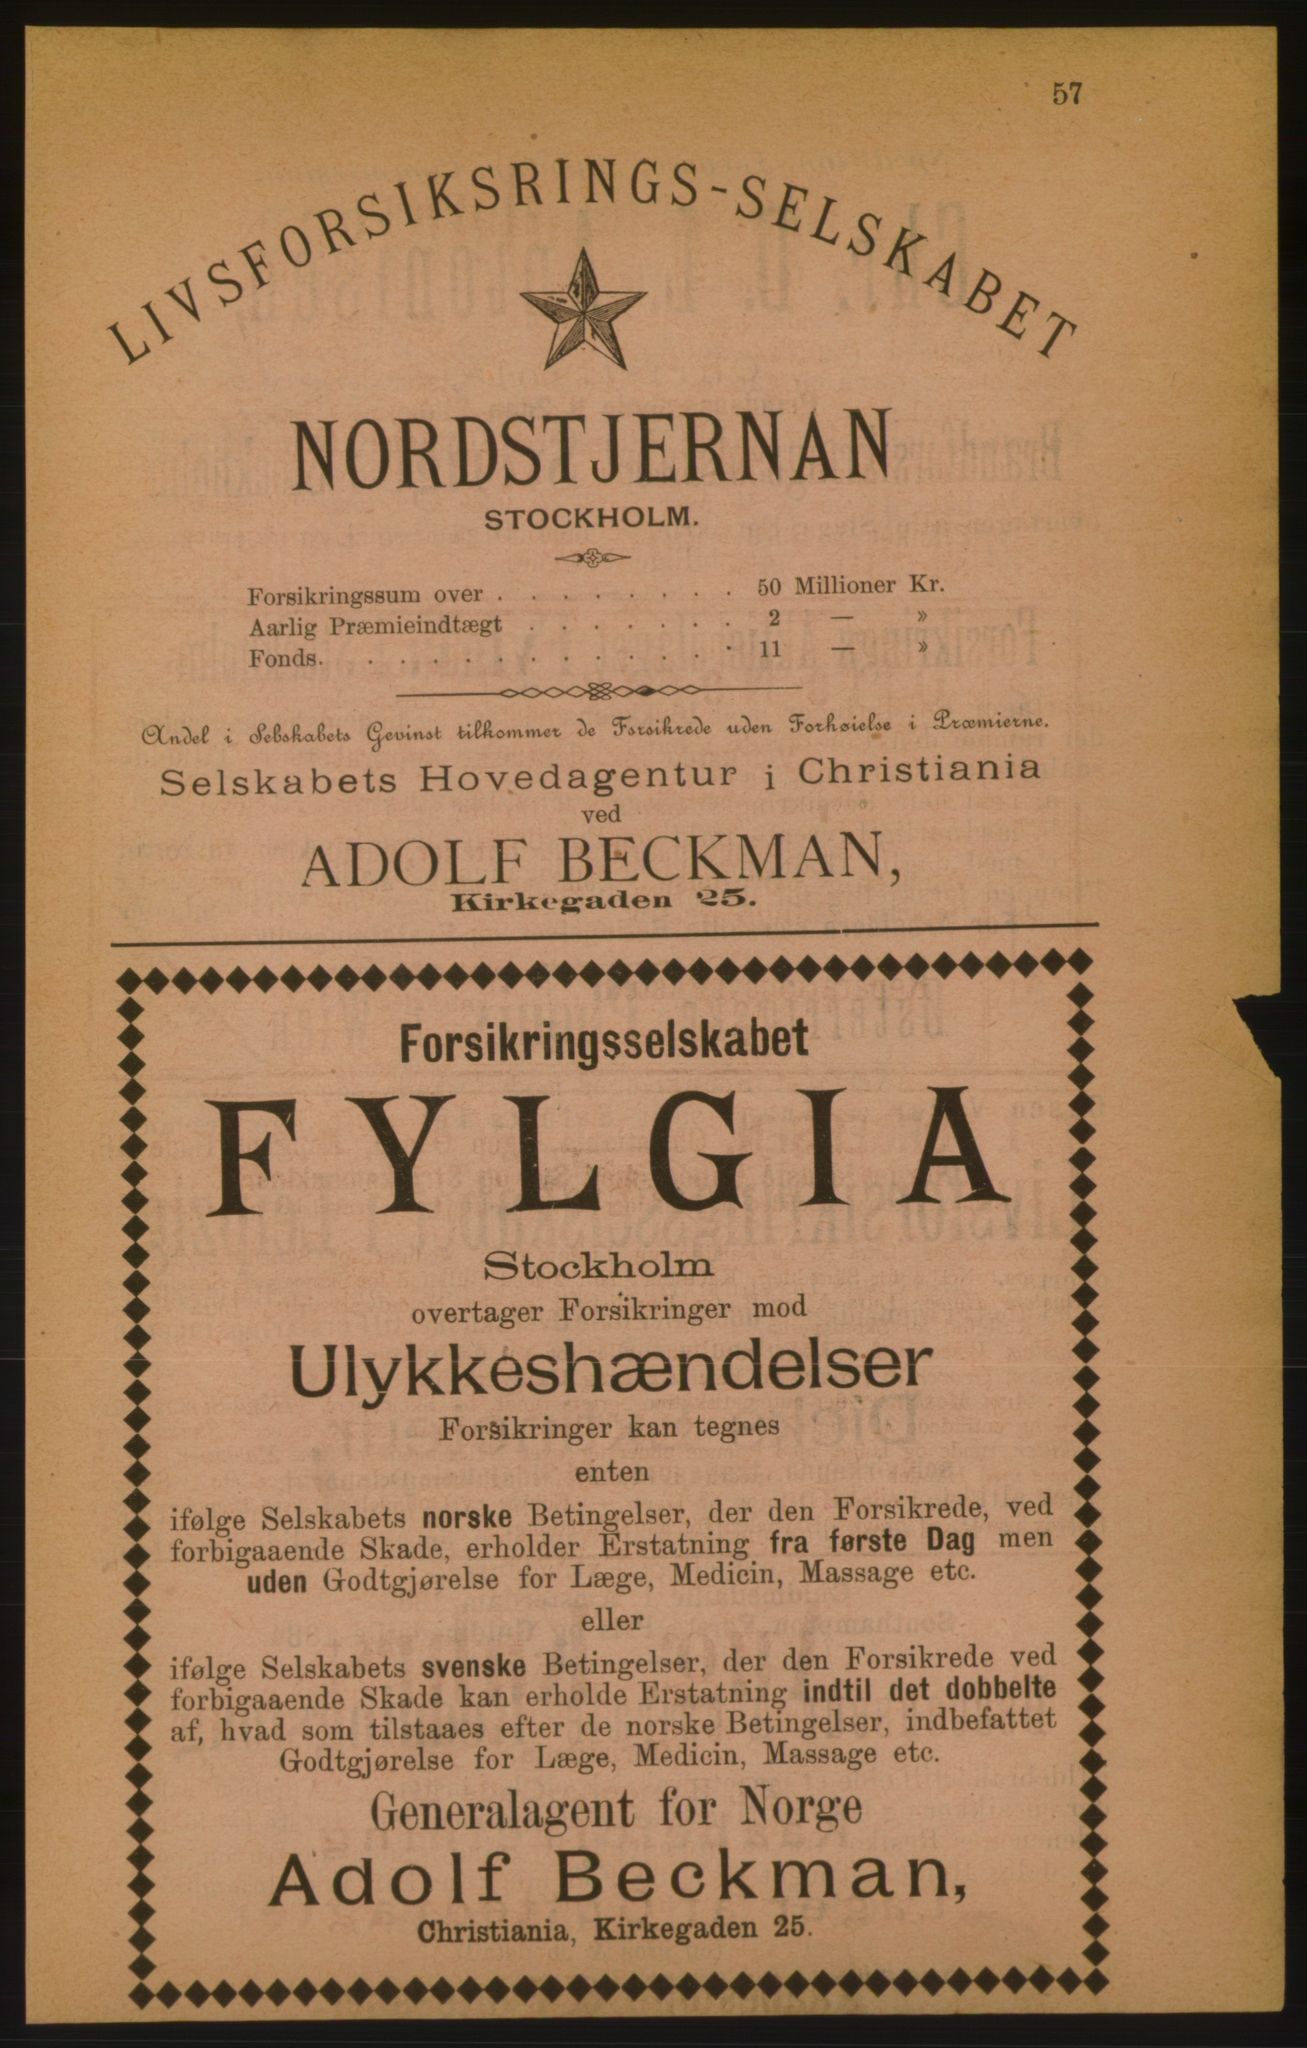 57
LIVSFORSIKSRINGS-SELSKABET
NORDSTJERNAN
STOCKHOLM.
Forsikringssum over . . . . . . . . 50 Millioner Kr.
Aarlig Præmieindtægt . . . . . . . 2 — »
Fonds. . . . . . . . . . . . . 11 — »
Andel i Sebskabets Gevinst tilkommer de Forsikrede uden Forhøielse i Præmierne.
Selskabets Hovedagentur i Christiania
ved
ADOLF BECKMAN,
Kirkegaden 25.
Forsikringsselskabet
FYLGIA
Stockholm
overtager Forsikringer mod
Ulykkeshændelser
Forsikringer kan tegnes
enten
ifølge Selskabets norske Betingelser, der den Forsikrede, ved
forbigaaende Skade, erholder Erstatning fra første Dag men
uden Godtgjørelse for Læge, Medicin, Massage etc.
eller
ifølge Selskabets svenske Betingelser, der den Forsikrede ved
forbigaaende Skade kan erholde Erstatning indtil det dobbelte
af, hvad som tilstaaes efter de norske Betingelser, indbefattet
Godtgjørelse for Læge, Medicin, Massage etc.
Generalagent for Norge
Adolf Beckman,
Christiania, Kirkegaden 25.